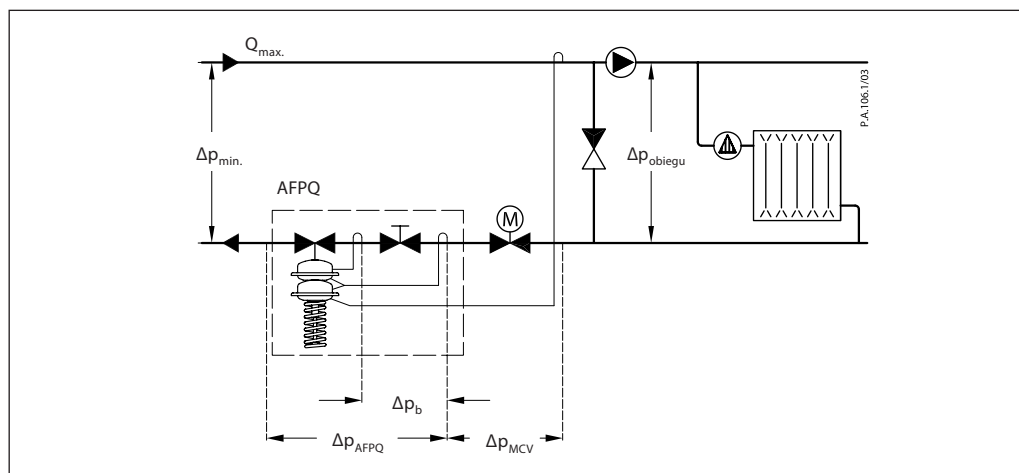 Qmax.
P.A.106.1/03
Δpmin.
Δpobiegu
AFPQ
M
Δpb
ΔpAFPQ
ΔpMCV